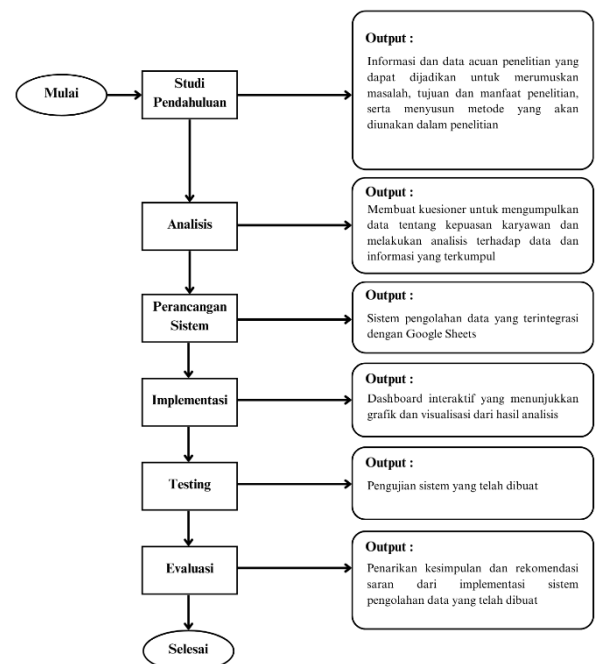 Mulai
Studi
Pendahuluan
Output :
Informasi dan data acuan penelitian yang
dapat dijadikan untuk merumuskan
masalah, tujuan dan manfaat penelitian,
serta menyusun metode yang akan
diunakan dalam penelitian
Analisis
Output :
Membuat kuesioner untuk mengumpulkan
data tentang kepuasan karyawan dan
melakukan analisis terhadap data dan
informasi yang terkumpul
Perancangan
Sistem
Output :
Sistem pengolahan data yang terintegrasi
dengan Google Sheets
Implementasi
Output :
Dashboard interaktif yang menunjukkan
grafik dan visualisasi dari hasil analisis
Testing
Output :
Pengujian sistem yang telah dibuat
Evaluasi
Output :
Penarikan kesimpulan dan rekomendasi
saran dari implementasi sistem
pengolahan data yang telah dibuat
Selesai